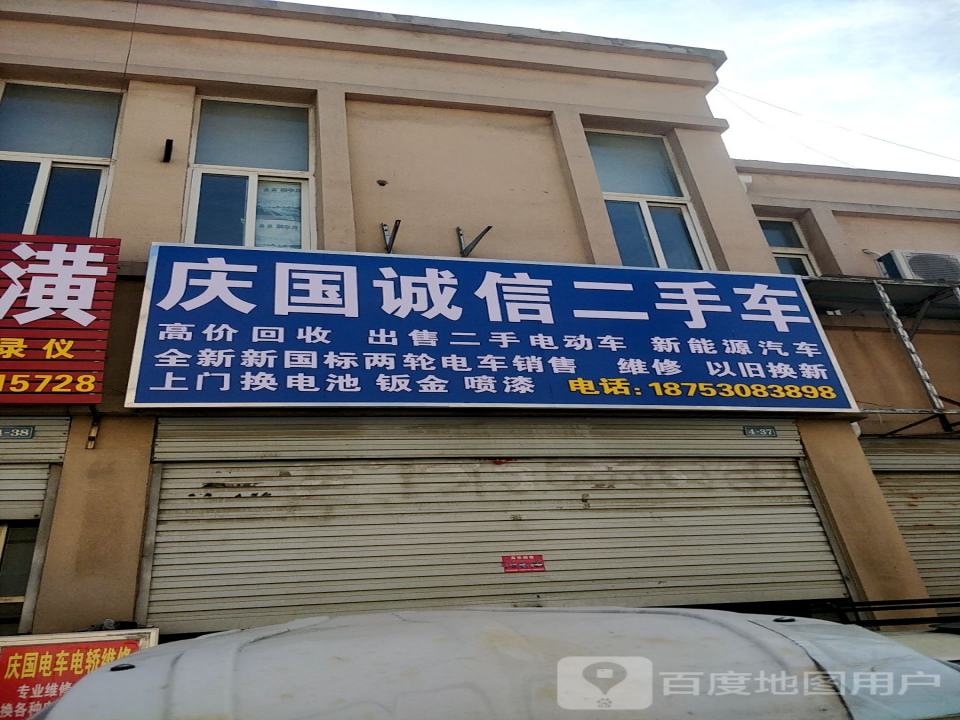 庆国诚信二手车
高价回收 出售二手电动车 新能源汽车
全新新国标两轮电车销售 维修 以旧换新
上门换电池 钣金 喷漆 电话:18753083898
潢
录仪
15728
4-38
4-37
庆国电车电轿维修
专业维修
换各种
百度地图用户